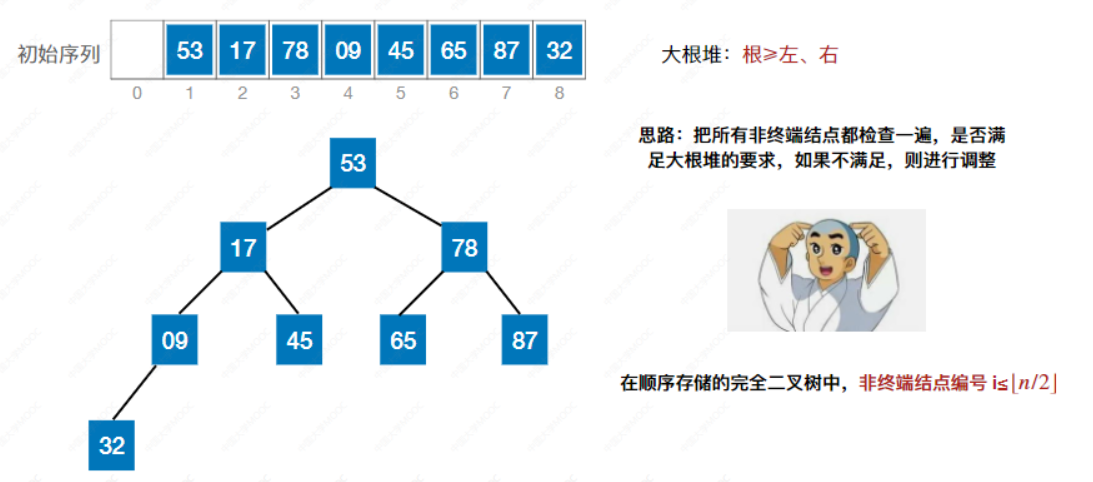 初始序列 53 17 78 09 45 65 87 32
0 1 2 3 4 5 6 7 8
大根堆：根≥左、右
思路：把所有非终端结点都检查一遍，是否满
足大根堆的要求，如果不满足，则进行调整
53
17 78
09 45 65 87
32
在顺序存储的完全二叉树中，非终端结点编号 i≤⌊n/2⌋